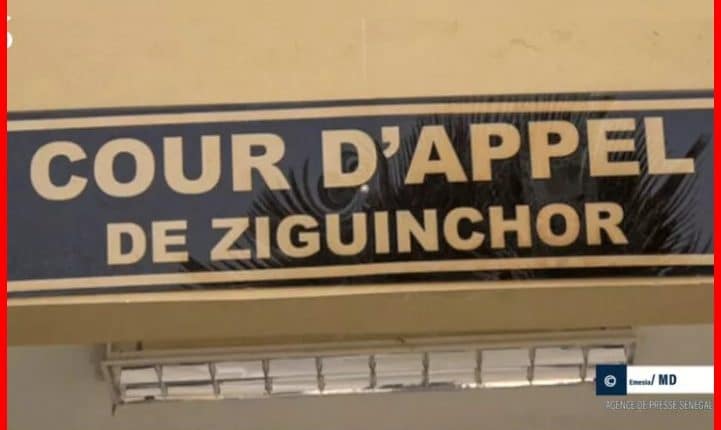 COUR D'APPEL
DE ZIGUINCHOR
© Emesia/ MD
AGENCE DE PRESSE SENEGAL